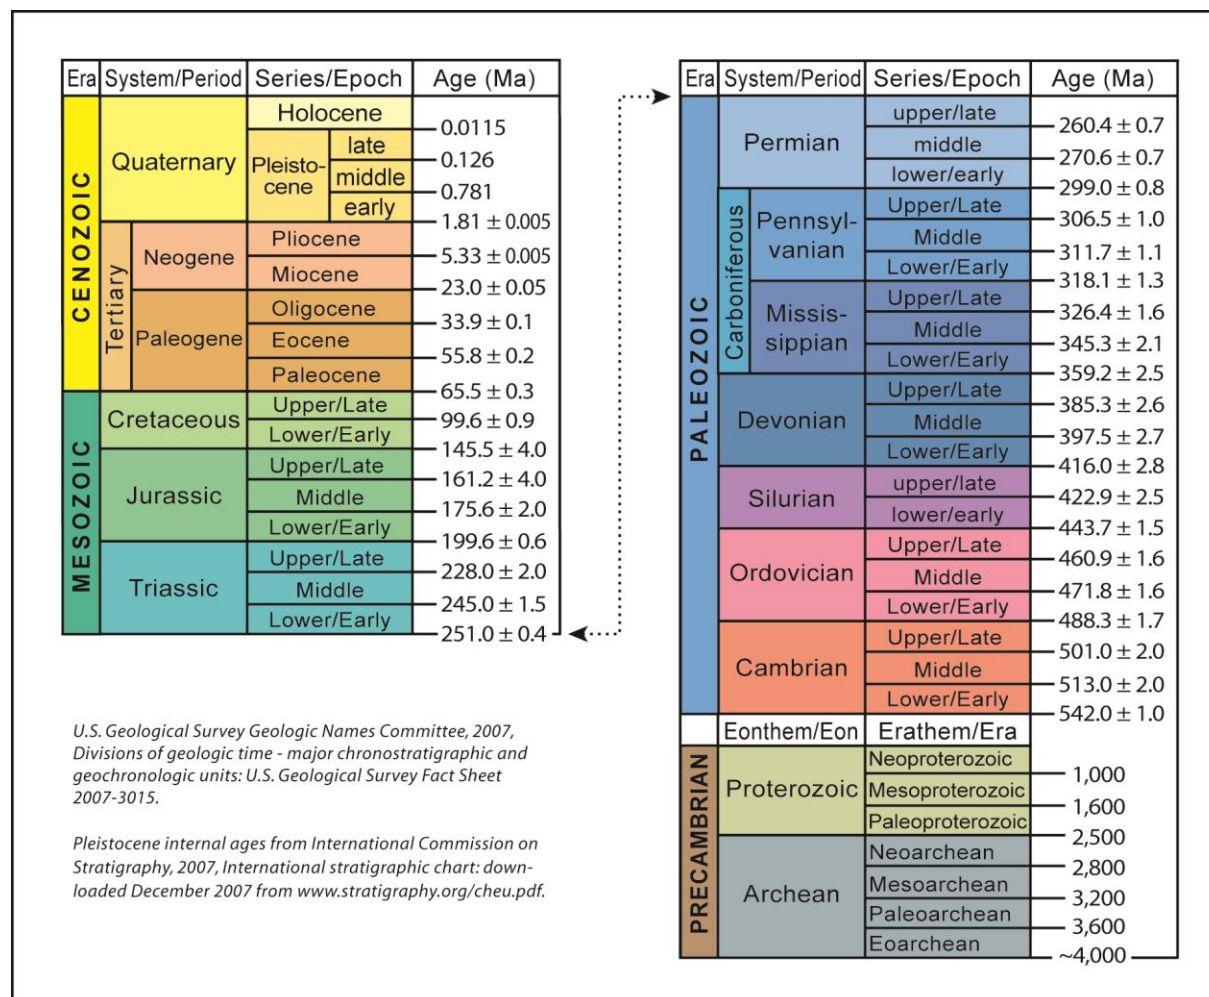 Era System/Period Series/Epoch Age (Ma)
CENOZOIC
Quaternary
Holocene
0.0115
Pleisto-
cene
late
0.126
middle
0.781
early
1.81 ± 0.005
Tertiary
Neogene
Pliocene
5.33 ± 0.005
Miocene
23.0 ± 0.05
Paleogene
Oligocene
33.9 ± 0.1
Eocene
55.8 ± 0.2
Paleocene
65.5 ± 0.3
MESOZOIC
Cretaceous
Upper/Late
99.6 ± 0.9
Lower/Early
145.5 ± 4.0
Jurassic
Upper/Late
161.2 ± 4.0
Middle
175.6 ± 2.0
Lower/Early
199.6 ± 0.6
Triassic
Upper/Late
228.0 ± 2.0
Middle
245.0 ± 1.5
Lower/Early
251.0 ± 0.4
U.S. Geological Survey Geologic Names Committee, 2007,
Divisions of geologic time - major chronostratigraphic and
geochronologic units: U.S. Geological Survey Fact Sheet
2007-3015.
Pleistocene internal ages from International Commission on
Stratigraphy, 2007, International stratigraphic chart: down-
loaded December 2007 from www.stratigraphy.org/cheu.pdf.
Era System/Period Series/Epoch Age (Ma)
PALEOZOIC
Permian
upper/late
260.4 ± 0.7
middle
270.6 ± 0.7
lower/early
299.0 ± 0.8
Carboniferous
Pennsyl-
vanian
Upper/Late
306.5 ± 1.0
Middle
311.7 ± 1.1
Lower/Early
318.1 ± 1.3
Missis-
sippian
Upper/Late
326.4 ± 1.6
Middle
345.3 ± 2.1
Lower/Early
359.2 ± 2.5
Devonian
Upper/Late
385.3 ± 2.6
Middle
397.5 ± 2.7
Lower/Early
416.0 ± 2.8
Silurian
upper/late
422.9 ± 2.5
lower/early
443.7 ± 1.5
Ordovician
Upper/Late
460.9 ± 1.6
Middle
471.8 ± 1.6
Lower/Early
488.3 ± 1.7
Cambrian
Upper/Late
501.0 ± 2.0
Middle
513.0 ± 2.0
Lower/Early
542.0 ± 1.0
Eonthem/Eon Erathem/Era
PRECAMBRIAN
Proterozoic
Neoproterozoic
1,000
Mesoproterozoic
1,600
Paleoproterozoic
2,500
Archean
Neoarchean
2,800
Mesoarchean
3,200
Paleoarchean
3,600
Eoarchean
~4,000